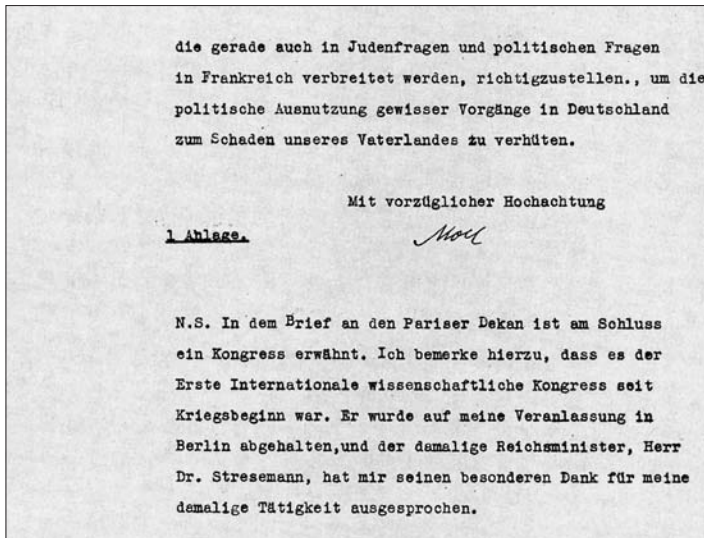 die gerade auch in Judenfragen und politischen Fragen
in Frankreich verbreitet werden, richtigzustellen., um die
politische Ausnutzung gewisser Vorgänge in Deutschland
zum Schaden unseres Vaterlandes zu verhüten.
Mit vorzüglicher Hochachtung
1 Anlage.
Moll
N.S. In dem Brief an den Pariser Dekan ist am Schluss
ein Kongress erwähnt. Ich bemerke hierzu, dass es der
Erste Internationale wissenschaftliche Kongress seit
Kriegsbeginn war. Er wurde auf meine Veranlassung in
Berlin abgehalten,und der damalige Reichsminister, Herr
Dr. Stresemann, hat mir seinen besonderen Dank für meine
damalige Tätigkeit ausgesprochen.